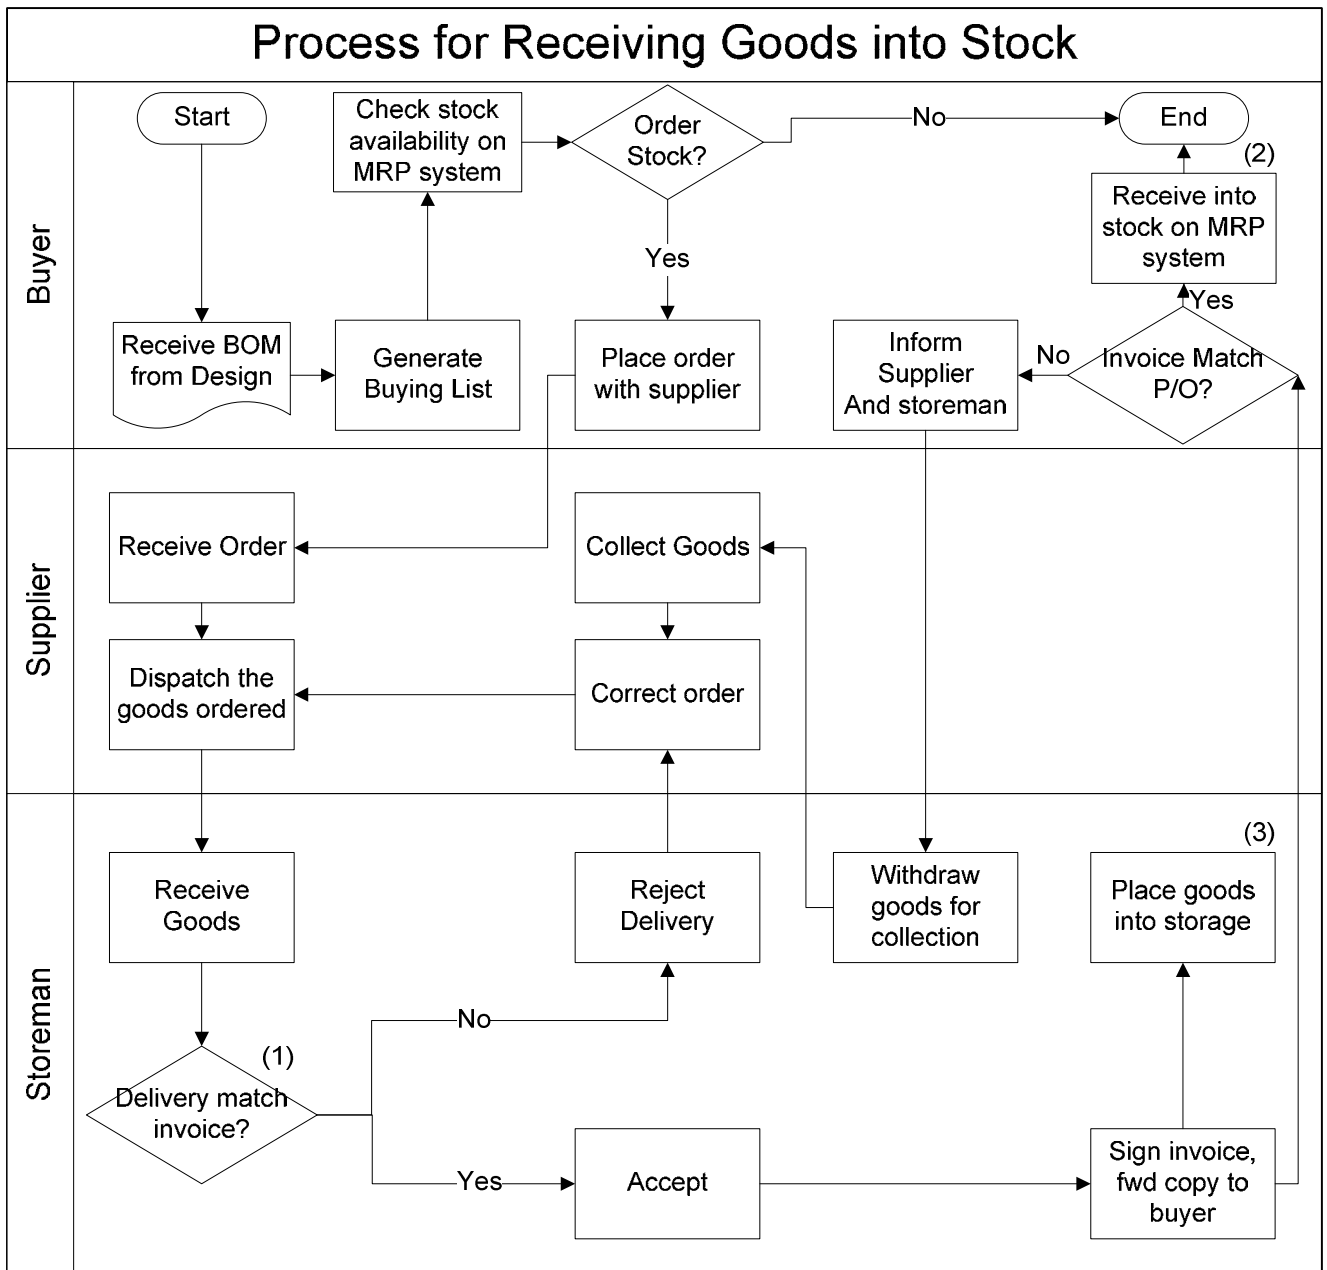 Process for Receiving Goods into Stock
Buyer
Start
Check stock
availability on
MRP system
Order
Stock?
No
End
(2)
Receive into
stock on MRP
system
Yes
Yes
Receive BOM
from Design
Generate
Buying List
Place order
with supplier
Inform
Supplier
And storeman
No
Invoice Match
P/O?
Supplier
Receive Order
Collect Goods
Dispatch the
goods ordered
Correct order
Storeman
Receive
Goods
Reject
Delivery
Withdraw
goods for
collection
(3)
Place goods
into storage
No
(1)
Delivery match
invoice?
Yes
Accept
Sign invoice,
fwd copy to
buyer